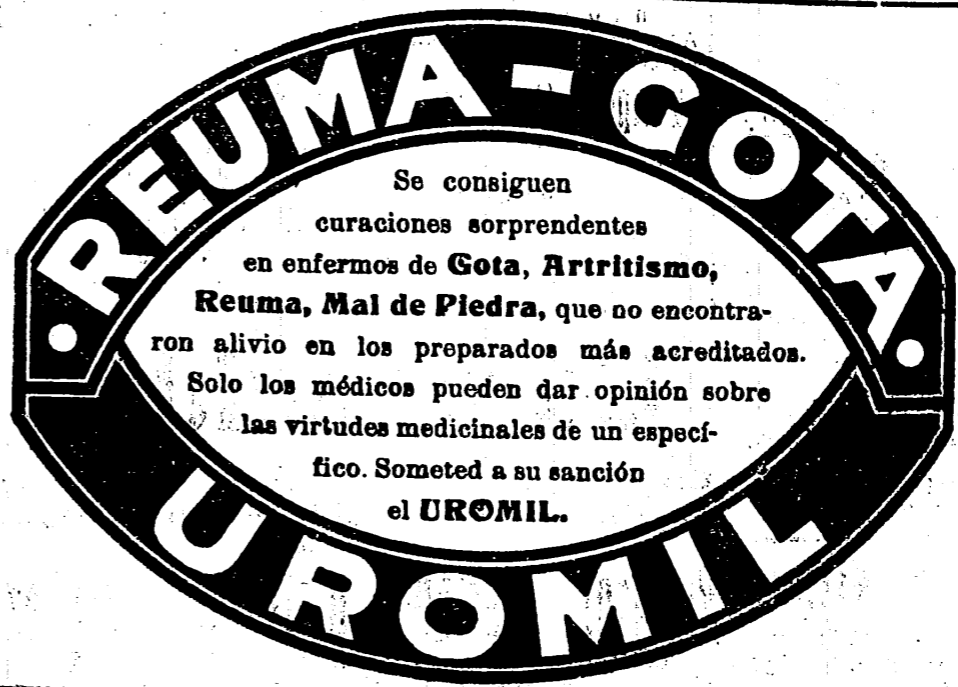 REUMA-GOTA
Se consiguen
curaciones sorprendentes
en enfermos de Gota, Artritismo,
Reuma, Mal de Piedra, que no encontra-
ron alivio en los preparados más acreditados.
Solo los médicos pueden dar opinión sobre
las virtudes medicinales de un especí-
fico. Someted a su sanción
el UROMIL.
UROMIL